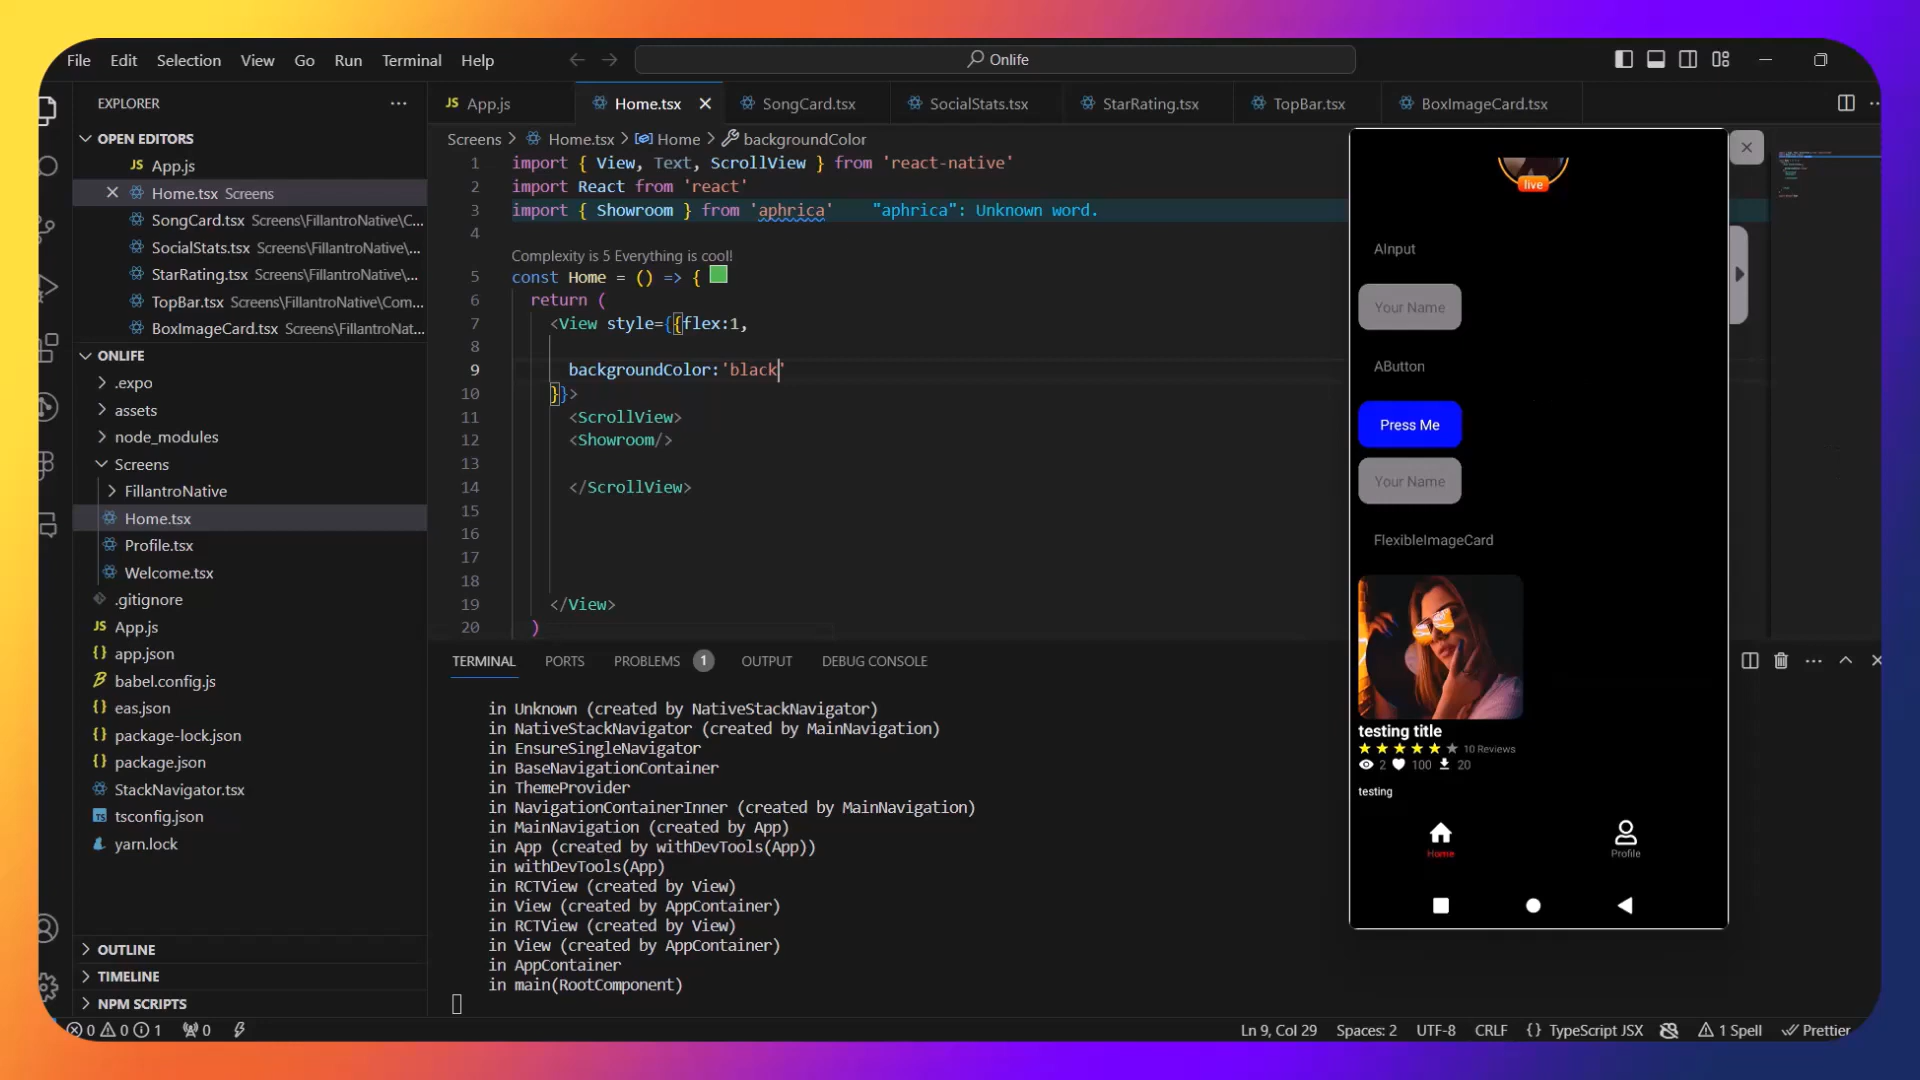 File Edit Selection View Go Run Terminal Help
Onlife
EXPLORER
OPEN EDITORS
JS App.js
Home.tsx Screens
SongCard.tsx Screens\FillantroNative\C...
SocialStats.tsx Screens\FillantroNative\...
StarRating.tsx Screens\FillantroNative\...
TopBar.tsx Screens\FillantroNative\Com...
BoxImageCard.tsx Screens\FillantroNat...
ONLIFE
.expo
assets
node_modules
Screens
FillantroNative
Home.tsx
Profile.tsx
Welcome.tsx
.gitignore
JS App.js
{} app.json
babel.config.js
{} eas.json
{} package-lock.json
{} package.json
StackNavigator.tsx
TS tsconfig.json
yarn.lock
OUTLINE
TIMELINE
NPM SCRIPTS
JS App.js
Home.tsx
SongCard.tsx
SocialStats.tsx
StarRating.tsx
TopBar.tsx
BoxImageCard.tsx
Screens > Home.tsx > Home > backgroundColor
1 import { View, Text, ScrollView } from 'react-native'
2 import React from 'react'
3 import { Showroom } from 'aphrica' "aphrica": Unknown word.
4
Complexity is 5 Everything is cool!
5 const Home = () => {
6 return (
7 <View style={{flex:1,
8
9 backgroundColor:'black'
10 }}>
11 <ScrollView>
12 <Showroom/>
13
14 </ScrollView>
15
16
17
18
19 </View>
20 )
TERMINAL PORTS PROBLEMS 1 OUTPUT DEBUG CONSOLE
in Unknown (created by NativeStackNavigator)
in NativeStackNavigator (created by MainNavigation)
in EnsureSingleNavigator
in BaseNavigationContainer
in ThemeProvider
in NavigationContainerInner (created by MainNavigation)
in MainNavigation (created by App)
in App (created by withDevTools(App))
in withDevTools(App)
in RCTView (created by View)
in View (created by AppContainer)
in RCTView (created by View)
in View (created by AppContainer)
in AppContainer
in main(RootComponent)
live
AInput
Your Name
AButton
Press Me
Your Name
FlexibleImageCard
testing title
10 Reviews
2 100 20
testing
Home
Profile
0 0 1 0
Ln 9, Col 29 Spaces: 2 UTF-8 CRLF {} TypeScript JSX 1 Spell Prettier